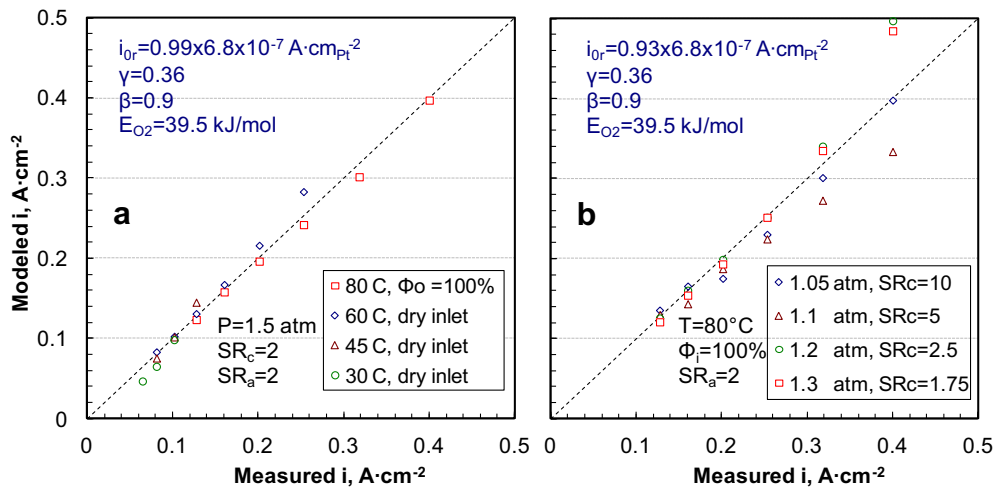 i0r=0.99x6.8x10-7 A·cmPt-2
γ=0.36
β=0.9
EO2=39.5 kJ/mol
a
P=1.5 atm
SRc=2
SRa=2
80 C, Φo =100%
60 C, dry inlet
45 C, dry inlet
30 C, dry inlet
0.5
0.4
0.3
0.2
0.1
0
0
0.1
0.2
0.3
0.4
0.5
Modeled i, A·cm-2
Measured i, A·cm-2
i0r=0.93x6.8x10-7 A·cmPt-2
γ=0.36
β=0.9
EO2=39.5 kJ/mol
b
T=80°C
Φi=100%
SRa=2
1.05 atm, SRc=10
1.1 atm, SRc=5
1.2 atm, SRc=2.5
1.3 atm, SRc=1.75
0
0.1
0.2
0.3
0.4
0.5
Measured i, A·cm-2